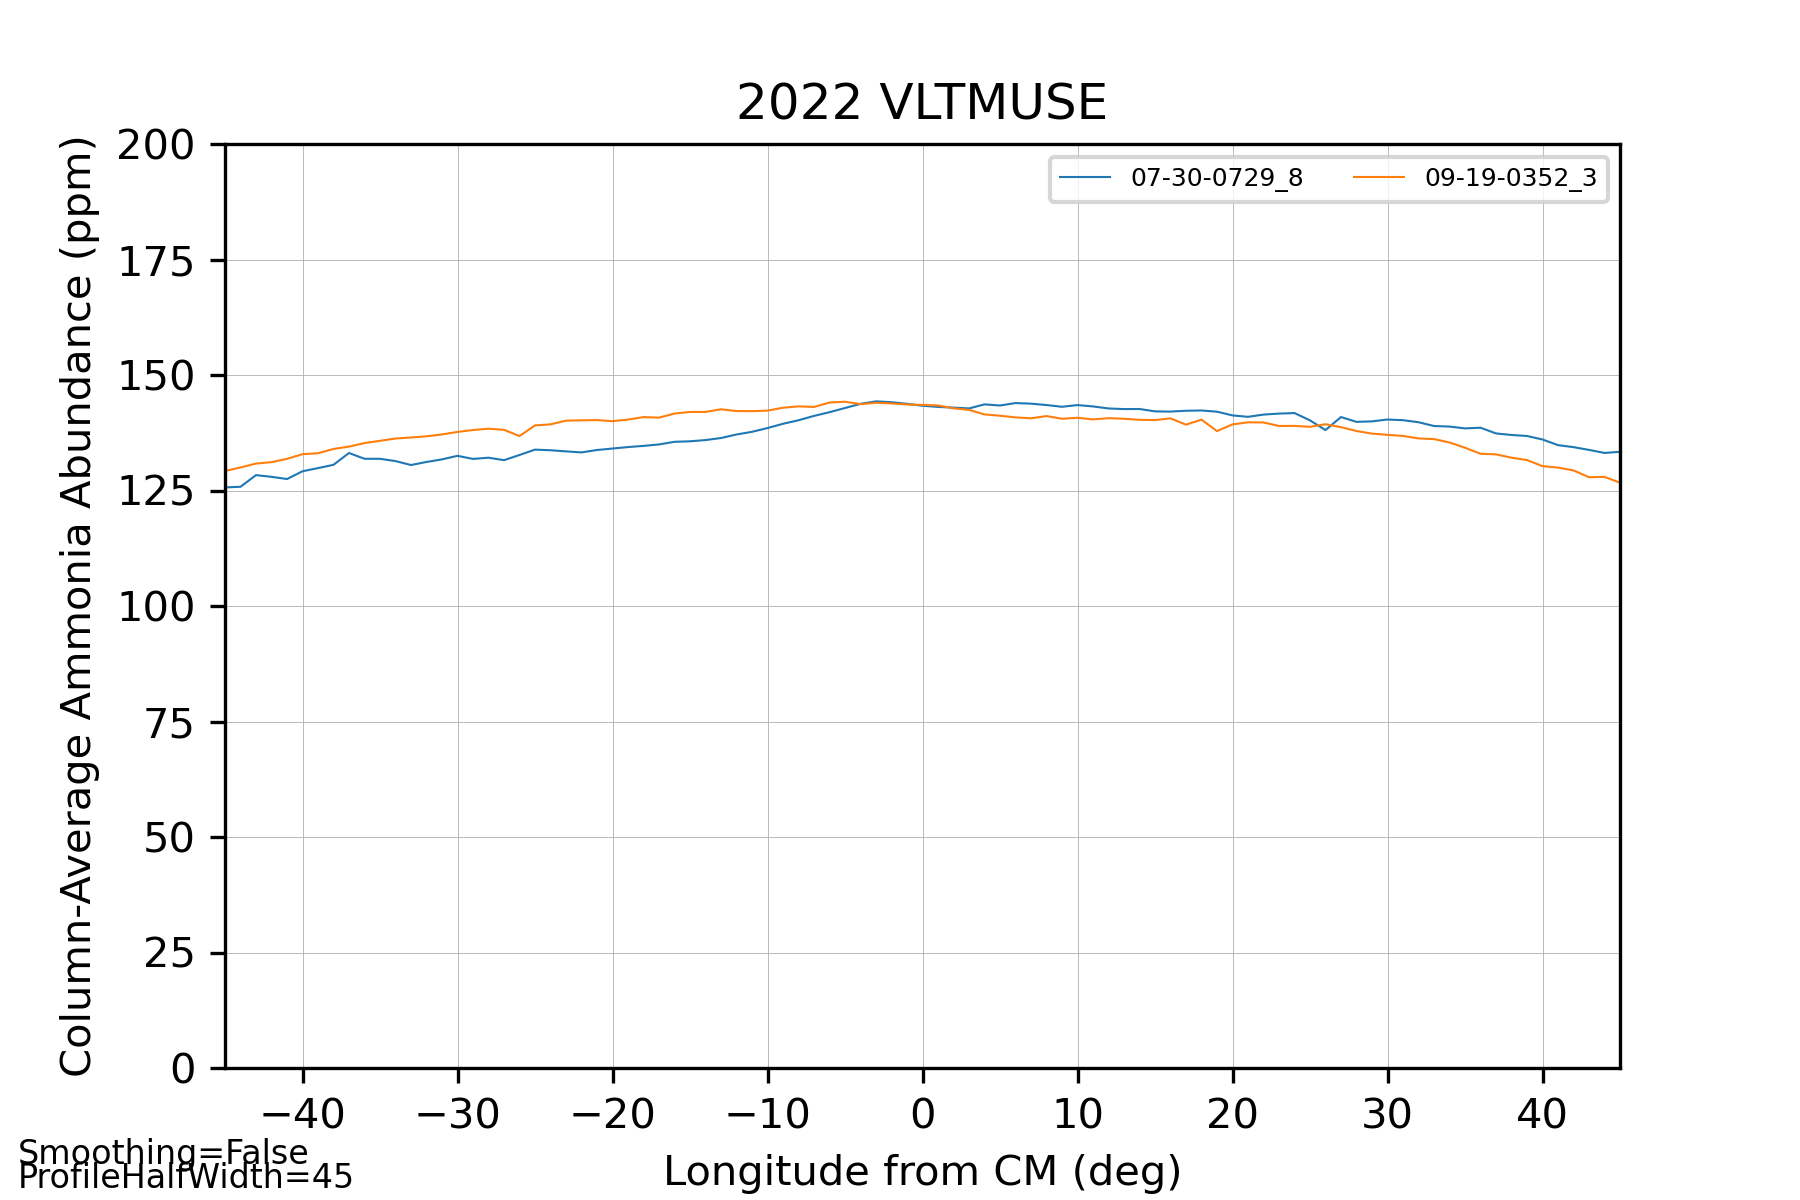 2022 VLTMUSE
07-30-0729_8 09-19-0352_3
Column-Average Ammonia Abundance (ppm)
200
175
150
125
100
75
50
25
0
−40 −30 −20 −10 0 10 20 30 40
Longitude from CM (deg)
Smoothing=False
ProfileHalfWidth=45